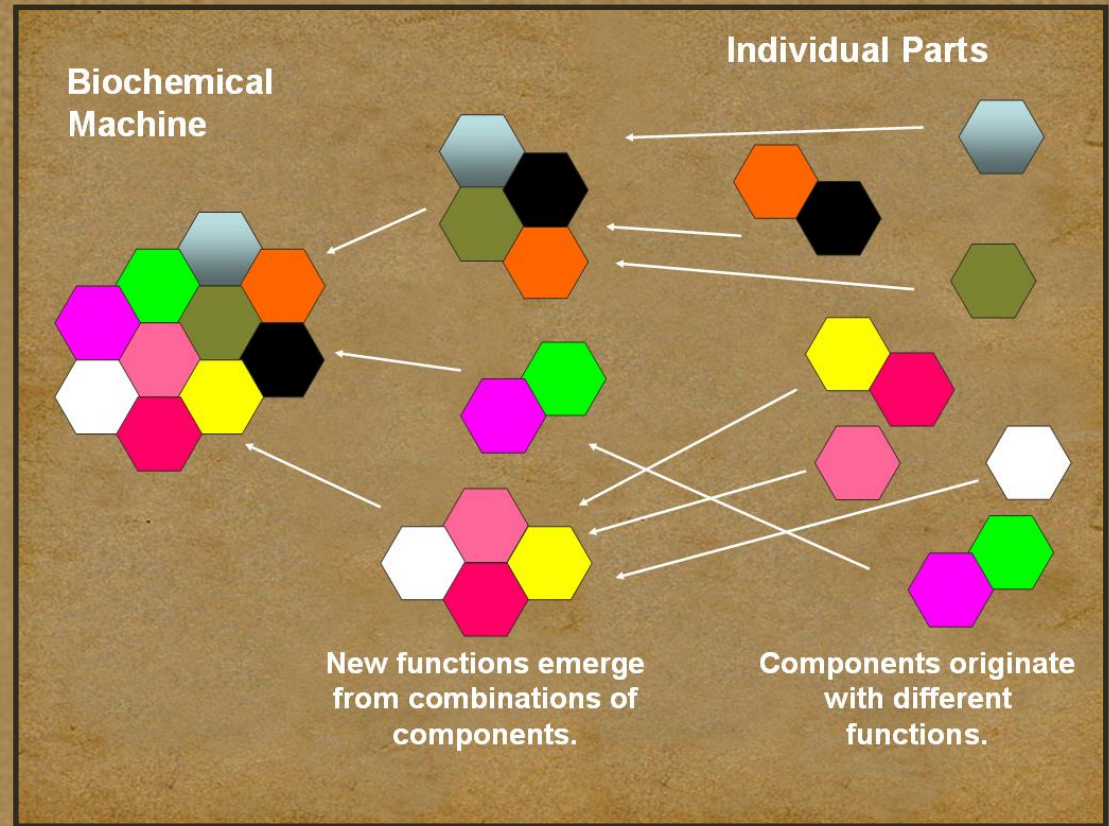 Biochemical
Machine
Individual Parts
New functions emerge
from combinations of
components.
Components originate
with different
functions.